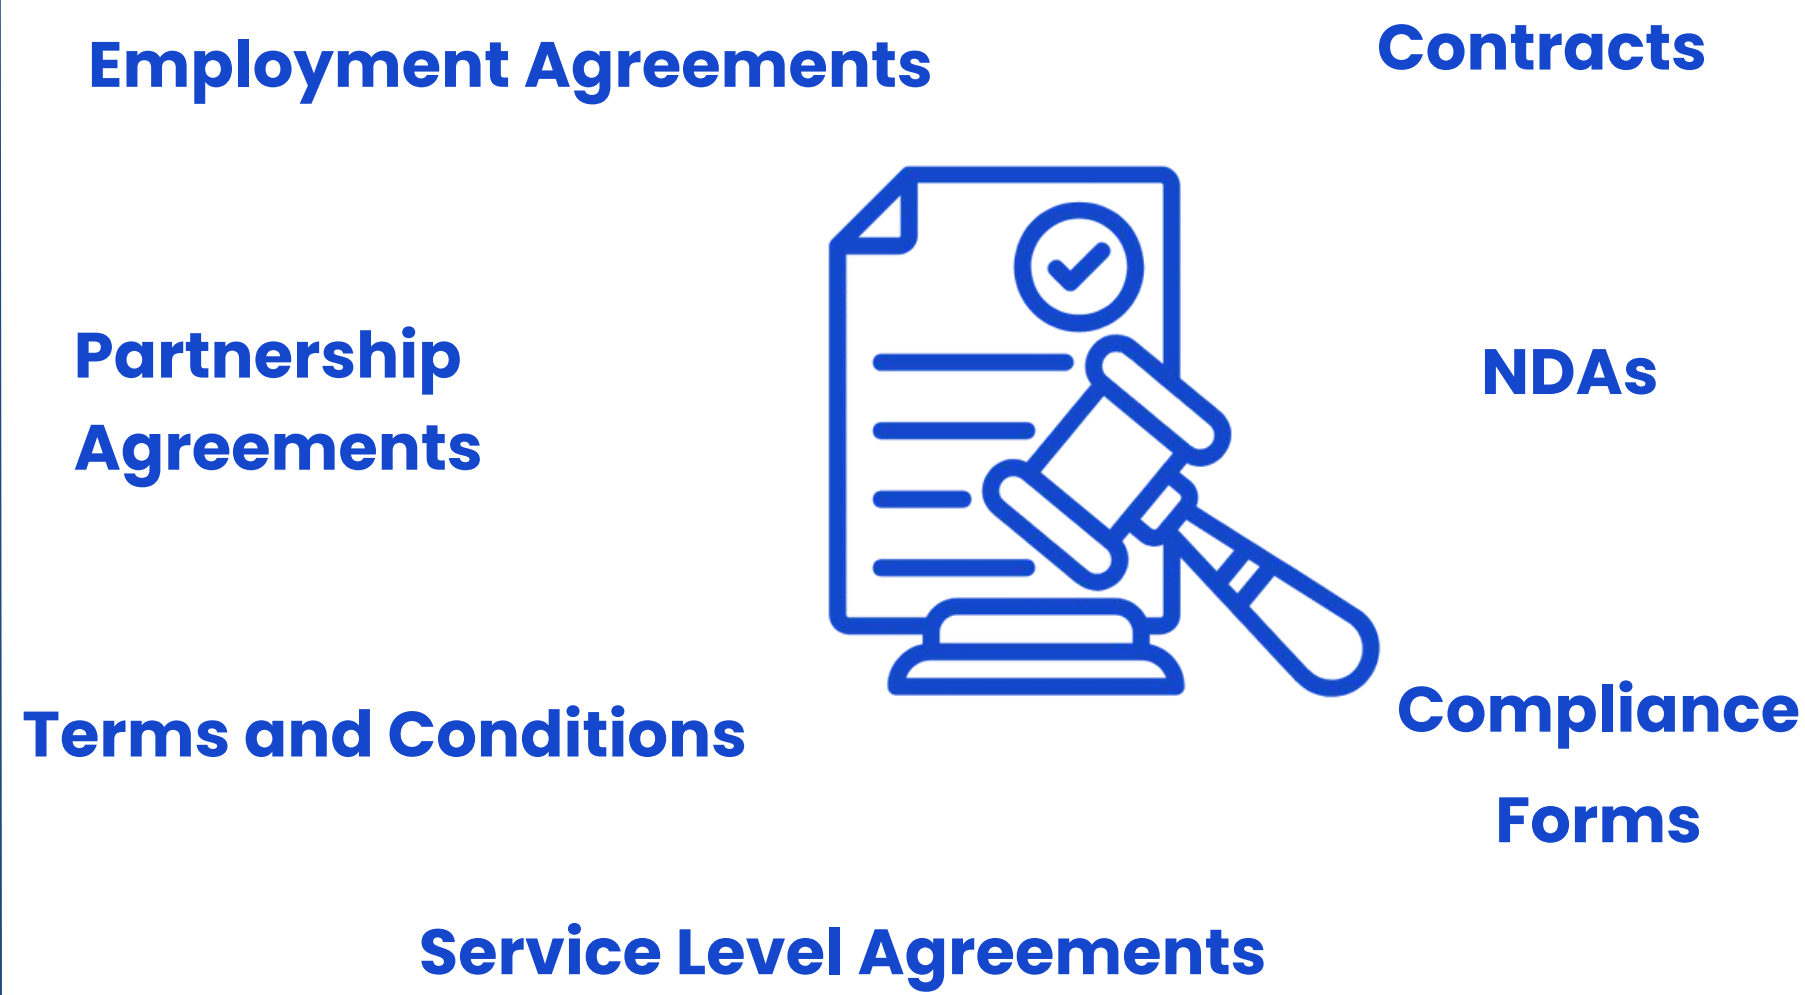 Employment Agreements
Contracts
Partnership
Agreements
NDAs
Terms and Conditions
Compliance
Forms
Service Level Agreements